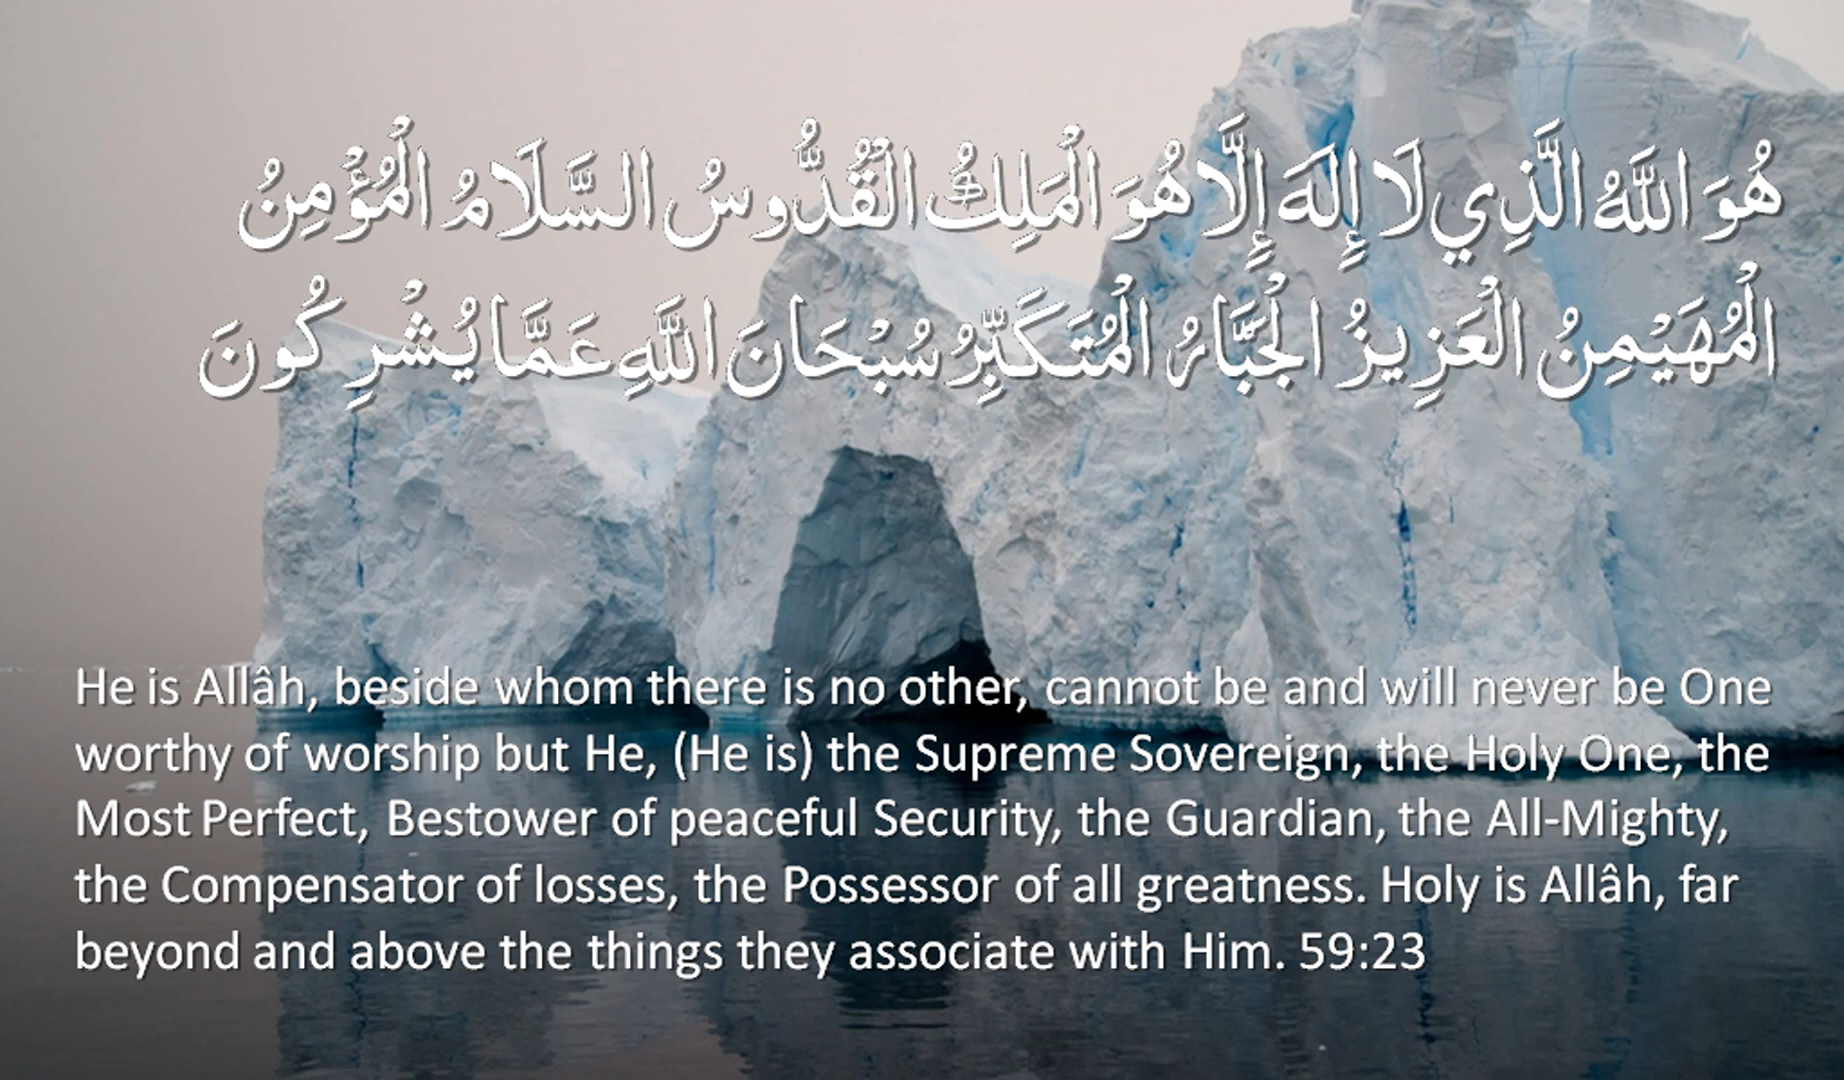 هُوَ اللَّهُ الَّذِي لَا إِلَهَ إِلَّا هُوَ الْمَلِكُ الْقُدُّوسُ السَّلَامُ الْمُؤْمِنُ
الْمُهَيْمِنُ الْعَزِيزُ الْجَبَّارُ الْمُتَكَبِّرُ سُبْحَانَ اللَّهِ عَمَّا يُشْرِكُونَ
He is Allâh, beside whom there is no other, cannot be and will never be One
worthy of worship but He, (He is) the Supreme Sovereign, the Holy One, the
Most Perfect, Bestower of peaceful Security, the Guardian, the All-Mighty,
the Compensator of losses, the Possessor of all greatness. Holy is Allâh, far
beyond and above the things they associate with Him. 59:23